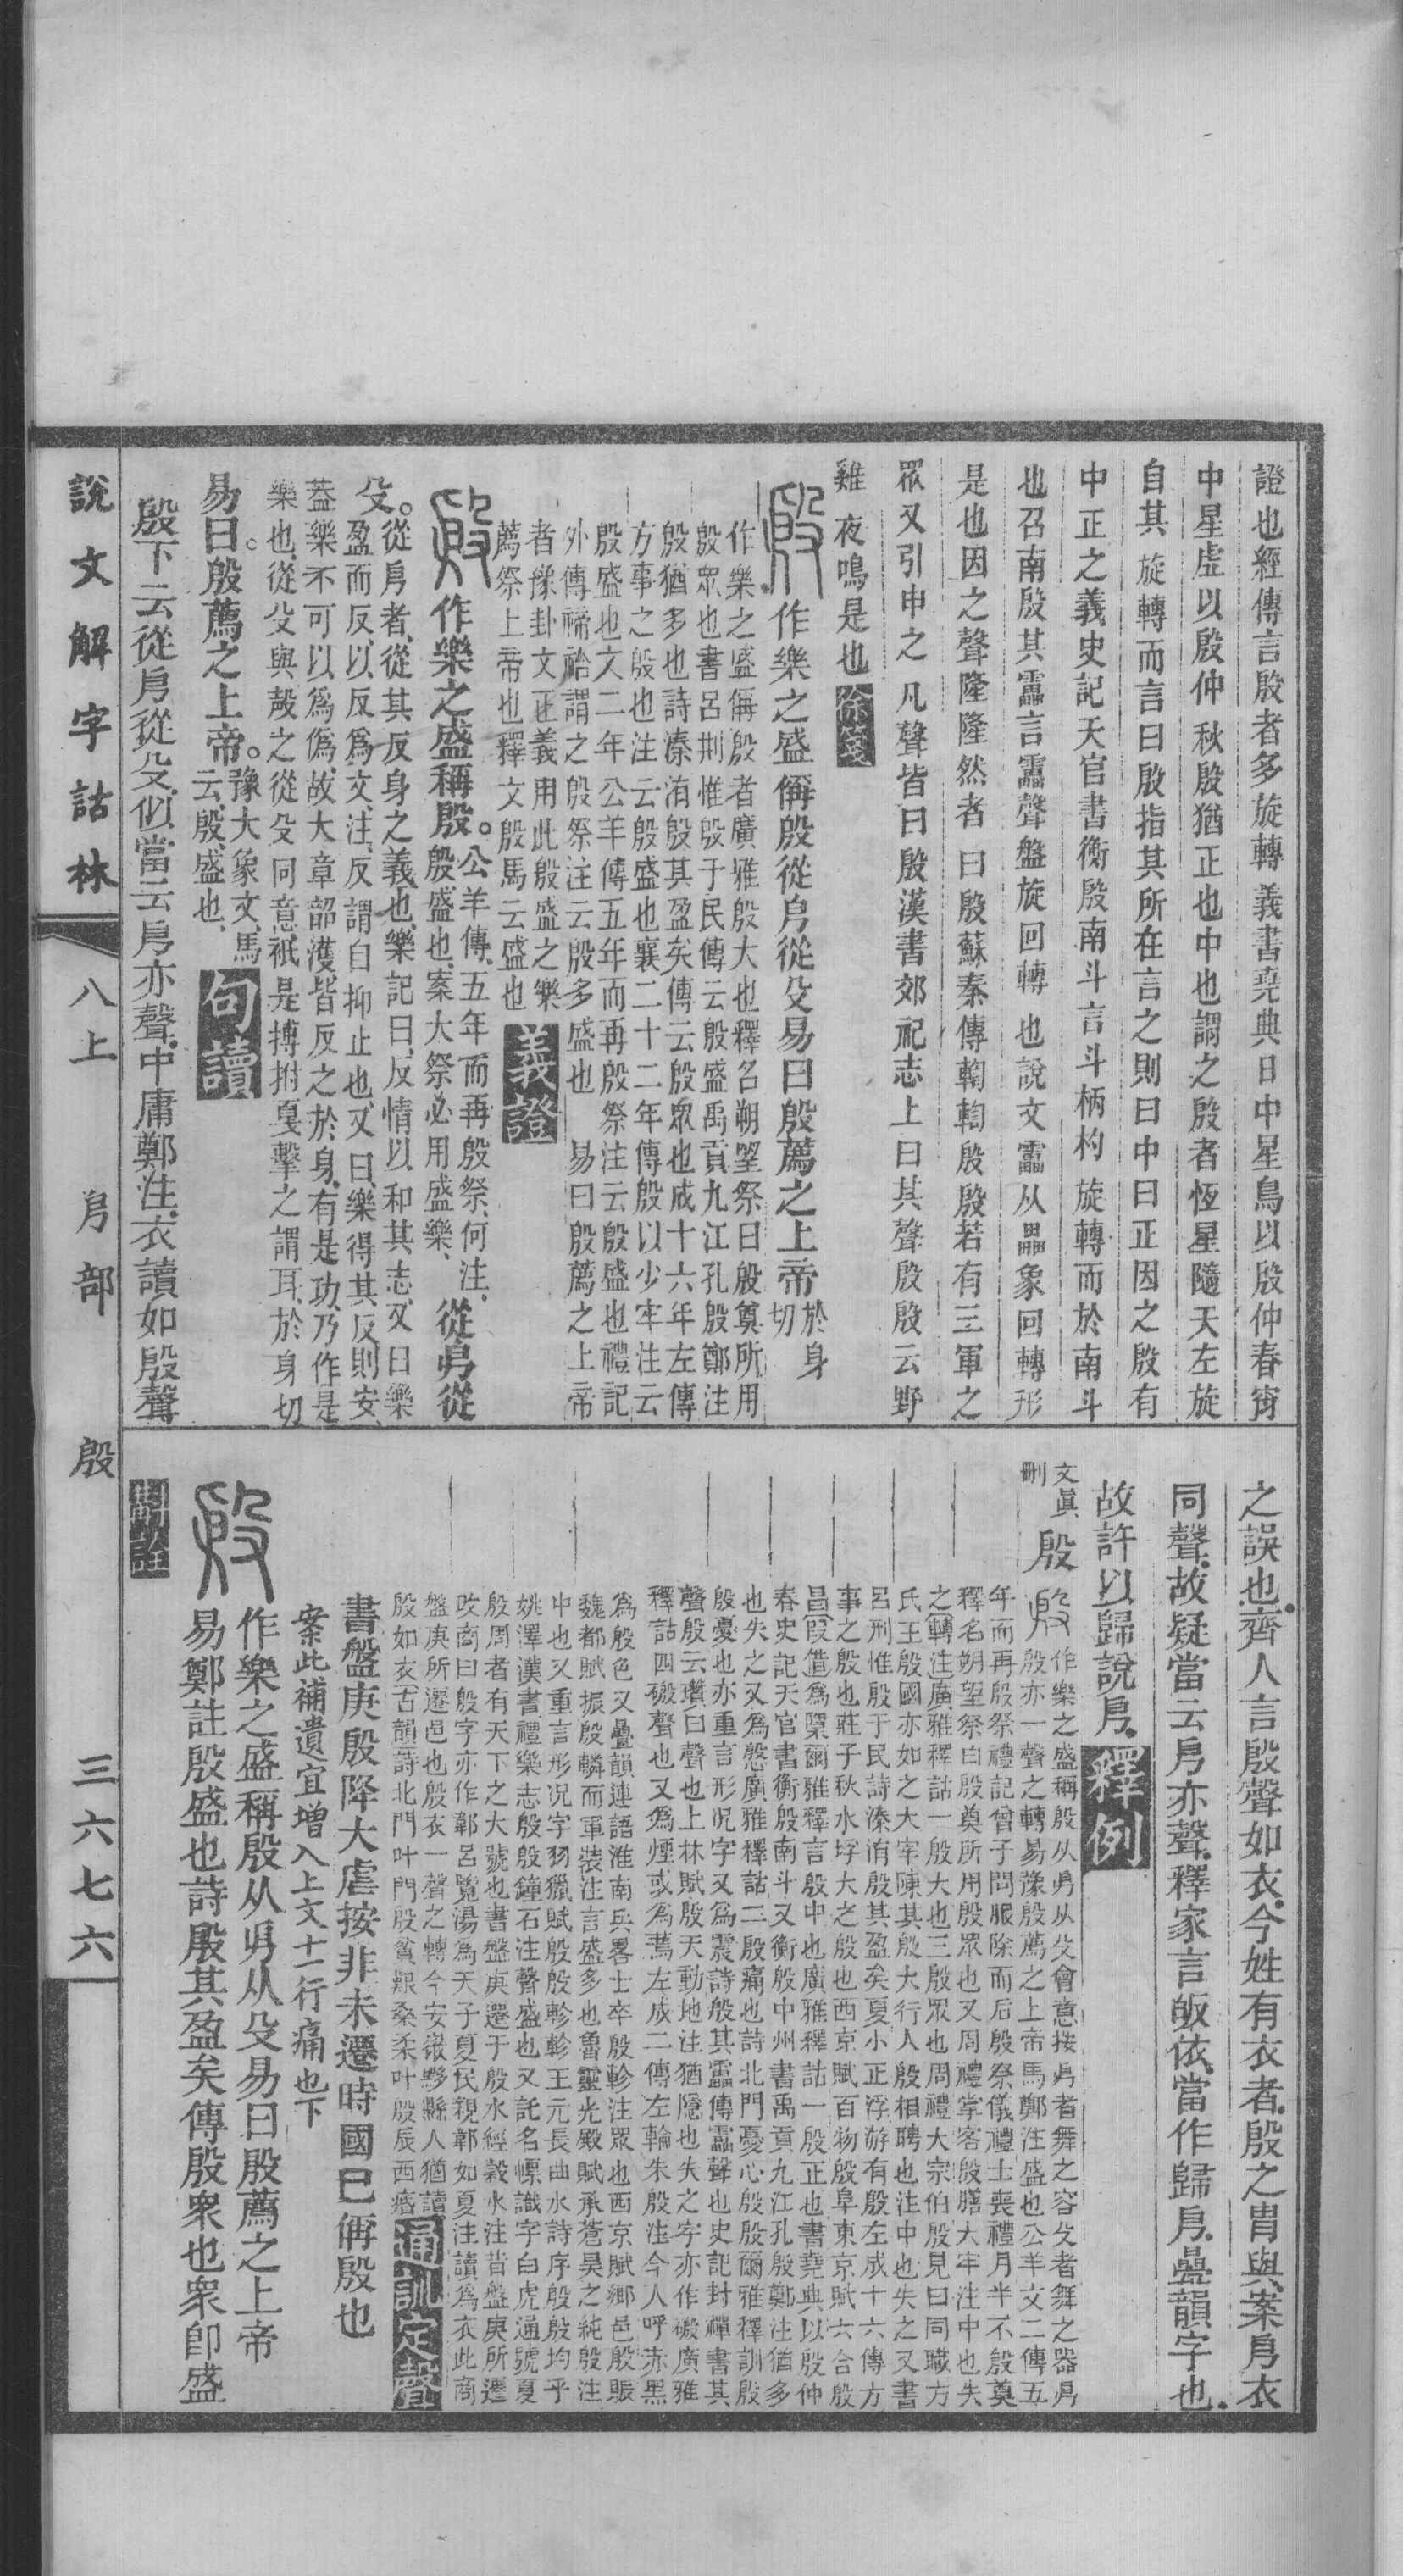 證也經傳言殷者多旋轉義書堯典日中星鳥以殷仲春宵
中星虛以殷仲秋殷猶正也中也謂之殷者恆星隨天左旋
自其旋轉而言曰殷指其所在言之則曰中曰正因之殷有
中正之義史記天官書衡殷南斗言斗柄杓旋轉而於南斗
也召南殷其靁言靁聲盤旋回轉也說文靁从畾象回轉形
是也因之聲隆隆然者曰殷蘇秦傳輷輷殷殷若有三軍之
眾又引申之凡聲皆曰殷漢書郊祀志上曰其聲殷殷云野
雞夜鳴是也徐箋
作樂之盛偁殷從㐆從殳易曰殷薦之上帝於身切
作樂之盛偁殷者廣雅殷大也釋名朔望祭曰殷奠所用
殷眾也書呂刑惟殷于民傳云殷盛禹貢九江孔殷鄭注
殷猶多也詩溱洧殷其盈矣傳云殷眾也成十六年左傳
方事之殷也注云殷盛也襄二十二年傳殷以少牢注云
殷盛也文二年公羊傳五年而再殷祭注云殷盛也禮記
外傳禘祫謂之殷祭注云殷多盛也 易曰殷薦之上帝
者豫卦文正義用此殷盛之樂
薦祭上帝也釋文殷馬云盛也義證
作樂之盛稱殷。公羊傳、五年而再殷祭、何注、殷盛也、案大祭必用盛樂、從㐆從
殳。從㐆者、從其反身之義也、樂記曰、反情以和其志、又曰樂
盈而反、以反爲文、注、反謂自抑止也、又曰、樂得其反則安、
葢樂不可以爲僞、故大章韶濩、皆反之於身、有是功、乃作是
樂也、從殳與㱿之從殳同意、祇是搏拊戛擊之謂耳、於身切
易曰。殷薦之上帝。豫大象文、馬云、殷盛也、句讀
殷下云從㐆從殳、似當云㐆亦聲、中庸鄭注、衣讀如殷聲
之誤也、齊人言殷聲如衣、今姓有衣者、殷之胄與、案㐆衣
同聲、故疑當云㐆亦聲、釋家言皈依、當作歸㐆、疊韻字也、
故許以歸說㐆、釋例
文眞刪
殷作樂之盛稱殷从㐆从殳會意按㐆者舞之容殳者舞之器㐆
殷亦一聲之轉易豫殷薦之上帝馬鄭注盛也公羊文二傳五
年而再殷祭禮記曾子問服除而后殷祭儀禮士喪禮月半不殷奠
釋名朔望祭曰殷奠所用殷眾也又周禮掌客殷膳大牢注中也失
之轉注廣雅釋詁一殷大也三殷眾也周禮大宗伯殷見曰同職方
氏王殷國亦如之大牢陳其殷大行人殷相聘也注中也失之又書
呂刑惟殷于民詩溱洧殷其盈矣夏小正浮游有殷左成十六傳方
事之殷也莊子秋水垺大之殷也西京賦百物殷阜東京賦六合殷
昌假借爲㮣爾雅釋言殷中也廣雅釋詁一殷正也書堯典以殷仲
春史記天官書衡殷南斗又衡殷中州書禹貢九江孔殷鄭注猶多
也失之又爲慇廣雅釋詁二殷痛也詩北門憂心殷殷爾雅釋訓殷
殷憂也亦重言形況字又爲震詩殷其靁傳靁聲也史記封禪書其
聲殷云瓚曰聲也上林賦殷天動地注猶隱也失之字亦作磤廣雅
釋詁四磤聲也又爲煙或爲蔫左成二傳左輪朱殷注今人呼赤黑
爲殷色又疊韻連語淮南兵畧士卒殷軫注眾也西京賦鄉邑殷賑
魏都賦振殷轔而軍裝注言盛多也魯靈光殿賦承蒼昊之純殷注
中也又重言形況字羽獵賦殷殷軫軫王元長曲水詩序殷殷均乎
姚澤漢書禮樂志殷殷鐘石注聲盛也又託名幖識字白虎通號夏
殷周者有天下之大號也書盤庚遷于殷水經穀水注昔盤庚所遷
改商曰殷字亦作鄣呂覽湯爲天子夏民親鄣如夏注讀爲衣此商
盤庚所遷邑也殷衣一聲之轉今安徽黟縣人猶讀
殷如衣古韻詩北門叶門殷貧艱桑柔叶殷辰西瘏通訓定聲
書盤庚殷降大虐按非未遷時國已偁殷也
案此補遺宜增入上文十一行痛也下
作樂之盛稱殷从㐆从殳易曰殷薦之上帝
易鄭註殷盛也詩殷其盈矣傳殷衆也衆卽盛
斠詮
說文解字詁林 八上 㐆部 殷 三六七六